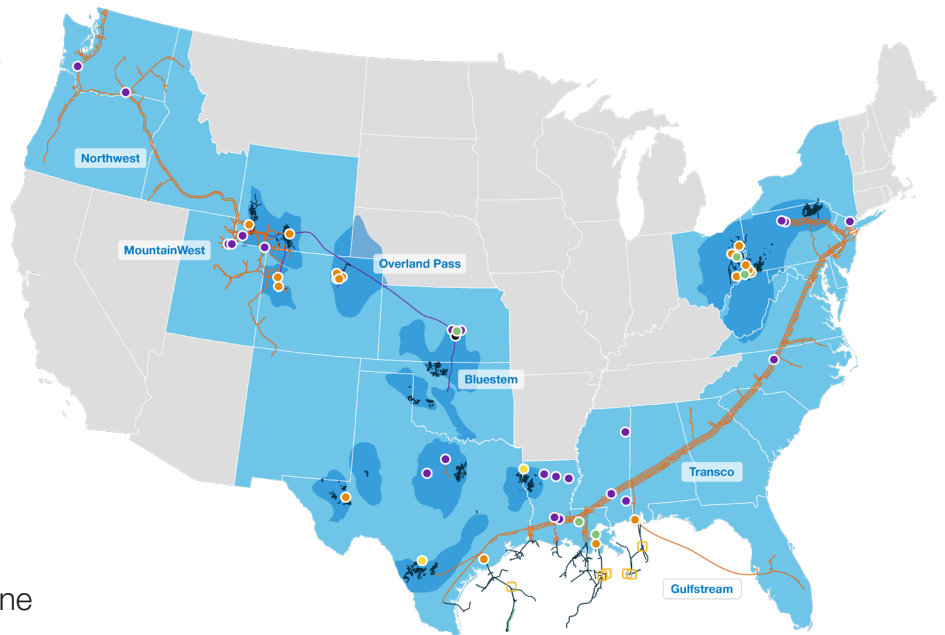 Northwest
MountainWest
Overland Pass
Bluestem
Transco
Gulfstream
ne